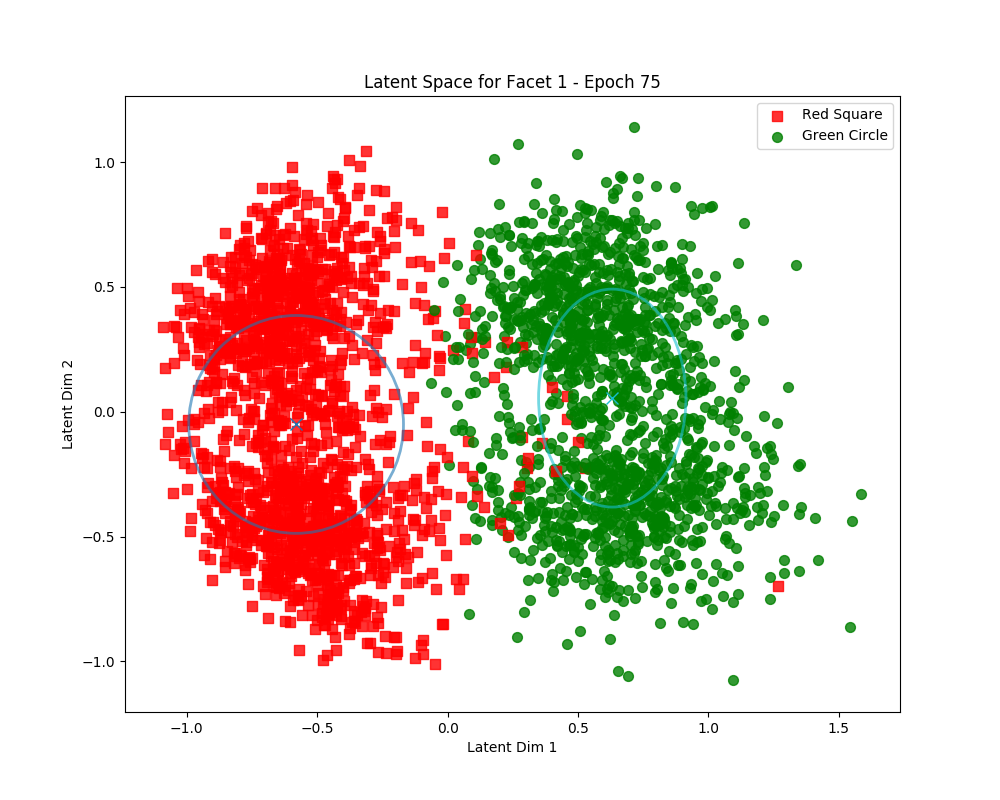 Latent Space for Facet 1 - Epoch 75
Red Square
Green Circle
1.0
0.5
0.0
−0.5
−1.0
Latent Dim 2
−1.0 −0.5 0.0 0.5 1.0 1.5
Latent Dim 1